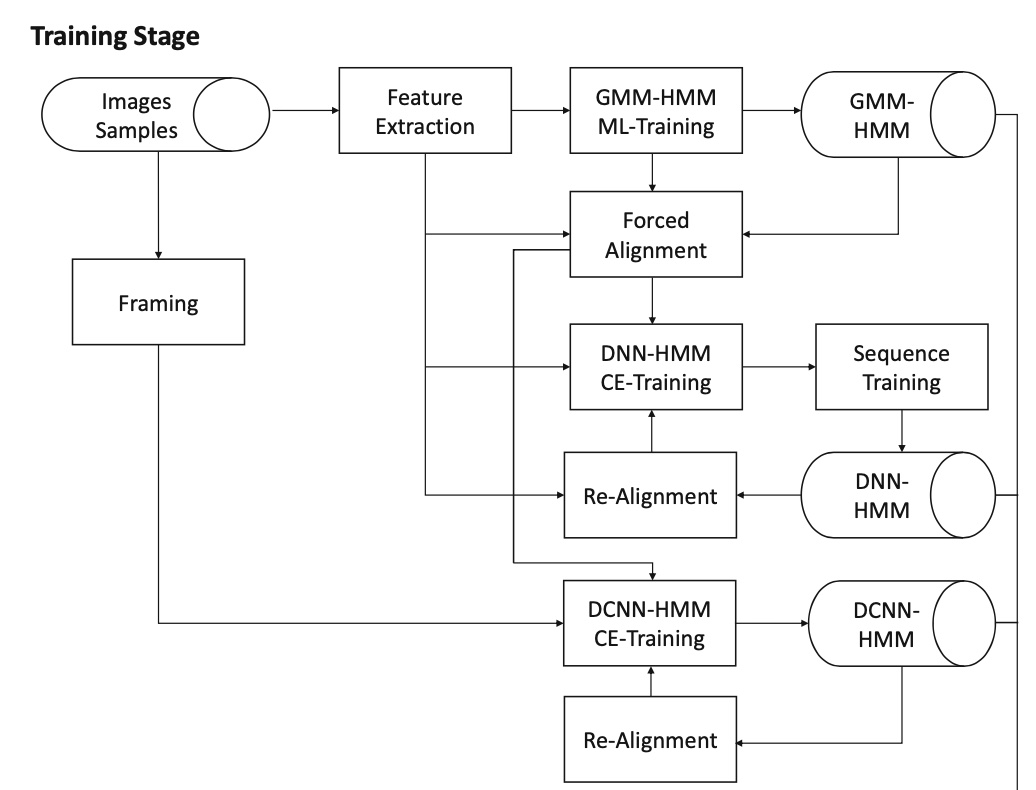 Training Stage
Images
Samples
Feature
Extraction
GMM-HMM
ML-Training
GMM-
HMM
Forced
Alignment
Framing
DNN-HMM
CE-Training
Sequence
Training
Re-Alignment
DNN-
HMM
DCNN-HMM
CE-Training
DCNN-
HMM
Re-Alignment